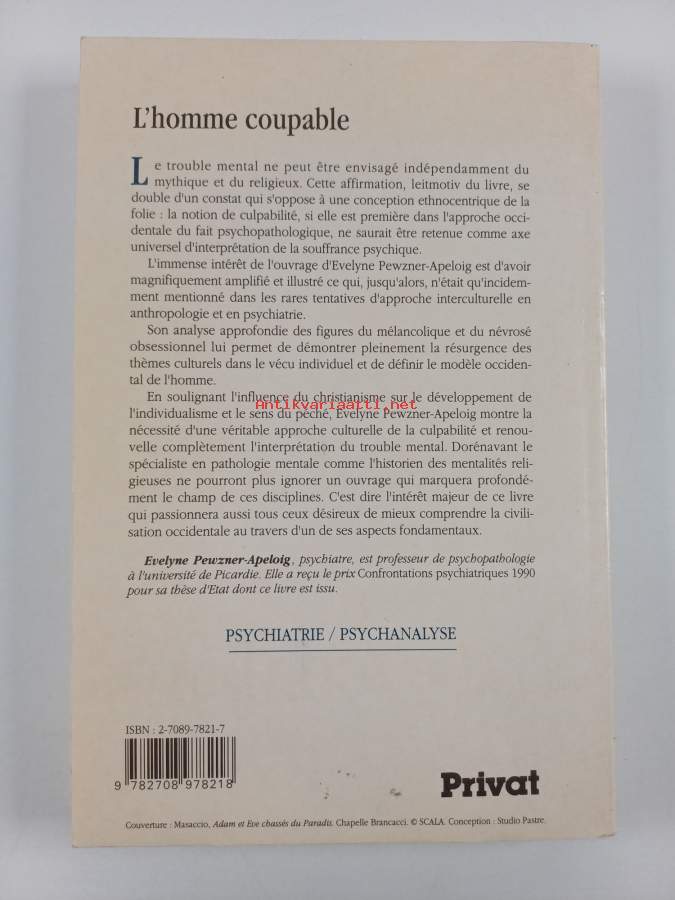 L'homme coupable
Le trouble mental ne peut être envisagé indépendamment du
mythique et du religieux. Cette affirmation, leitmotiv du livre, se
double d'un constat qui s'oppose à une conception ethnocentrique de la
folie : la notion de culpabilité, si elle est première dans l'approche occi-
dentale du fait psychopathologique, ne saurait être retenue comme axe
universel d'interprétation de la souffrance psychique.
L'immense intérêt de l'ouvrage d'Evelyne Pewzner-Apeloig est d'avoir
magnifiquement amplifié et illustré ce qui, jusqu'alors, n'était qu'incidem-
ment mentionné dans les rares tentatives d'approche interculturelle en
anthropologie et en psychiatrie.
Son analyse approfondie des figures du mélancolique et du névrosé
obsessionnel lui permet de démontrer pleinement la résurgence des
thèmes culturels dans le vécu individuel et de définir le modèle occiden-
tal de l'homme.
En soulignant l'influence du christianisme sur le développement de
Antikvariaatti.net
l'individualisme et le sens du péché, Evelyne Pewzner-Apeloig montre la
nécessité d'une véritable approche culturelle de la culpabilité et renou-
velle complètement l'interprétation du trouble mental. Dorénavant le
spécialiste en pathologie mentale comme l'historien des mentalités reli-
gieuses ne pourront plus ignorer un ouvrage qui marquera profondé-
ment le champ de ces disciplines. C'est dire l'intérêt majeur de ce livre
qui passionnera aussi tous ceux désireux de mieux comprendre la civili-
sation occidentale au travers d'un de ses aspects fondamentaux.
Evelyne Pewzner-Apeloig, psychiatre, est professeur de psychopathologie
à l'université de Picardie. Elle a reçu le prix Confrontations psychiatriques 1990
pour sa thèse d'Etat dont ce livre est issu.
PSYCHIATRIE / PSYCHANALYSE
ISBN : 2-7089-7821-7
9 782708 978218
Privat
Couverture : Masaccio, Adam et Eve chassés du Paradis. Chapelle Brancacci. © SCALA. Conception : Studio Pastre.